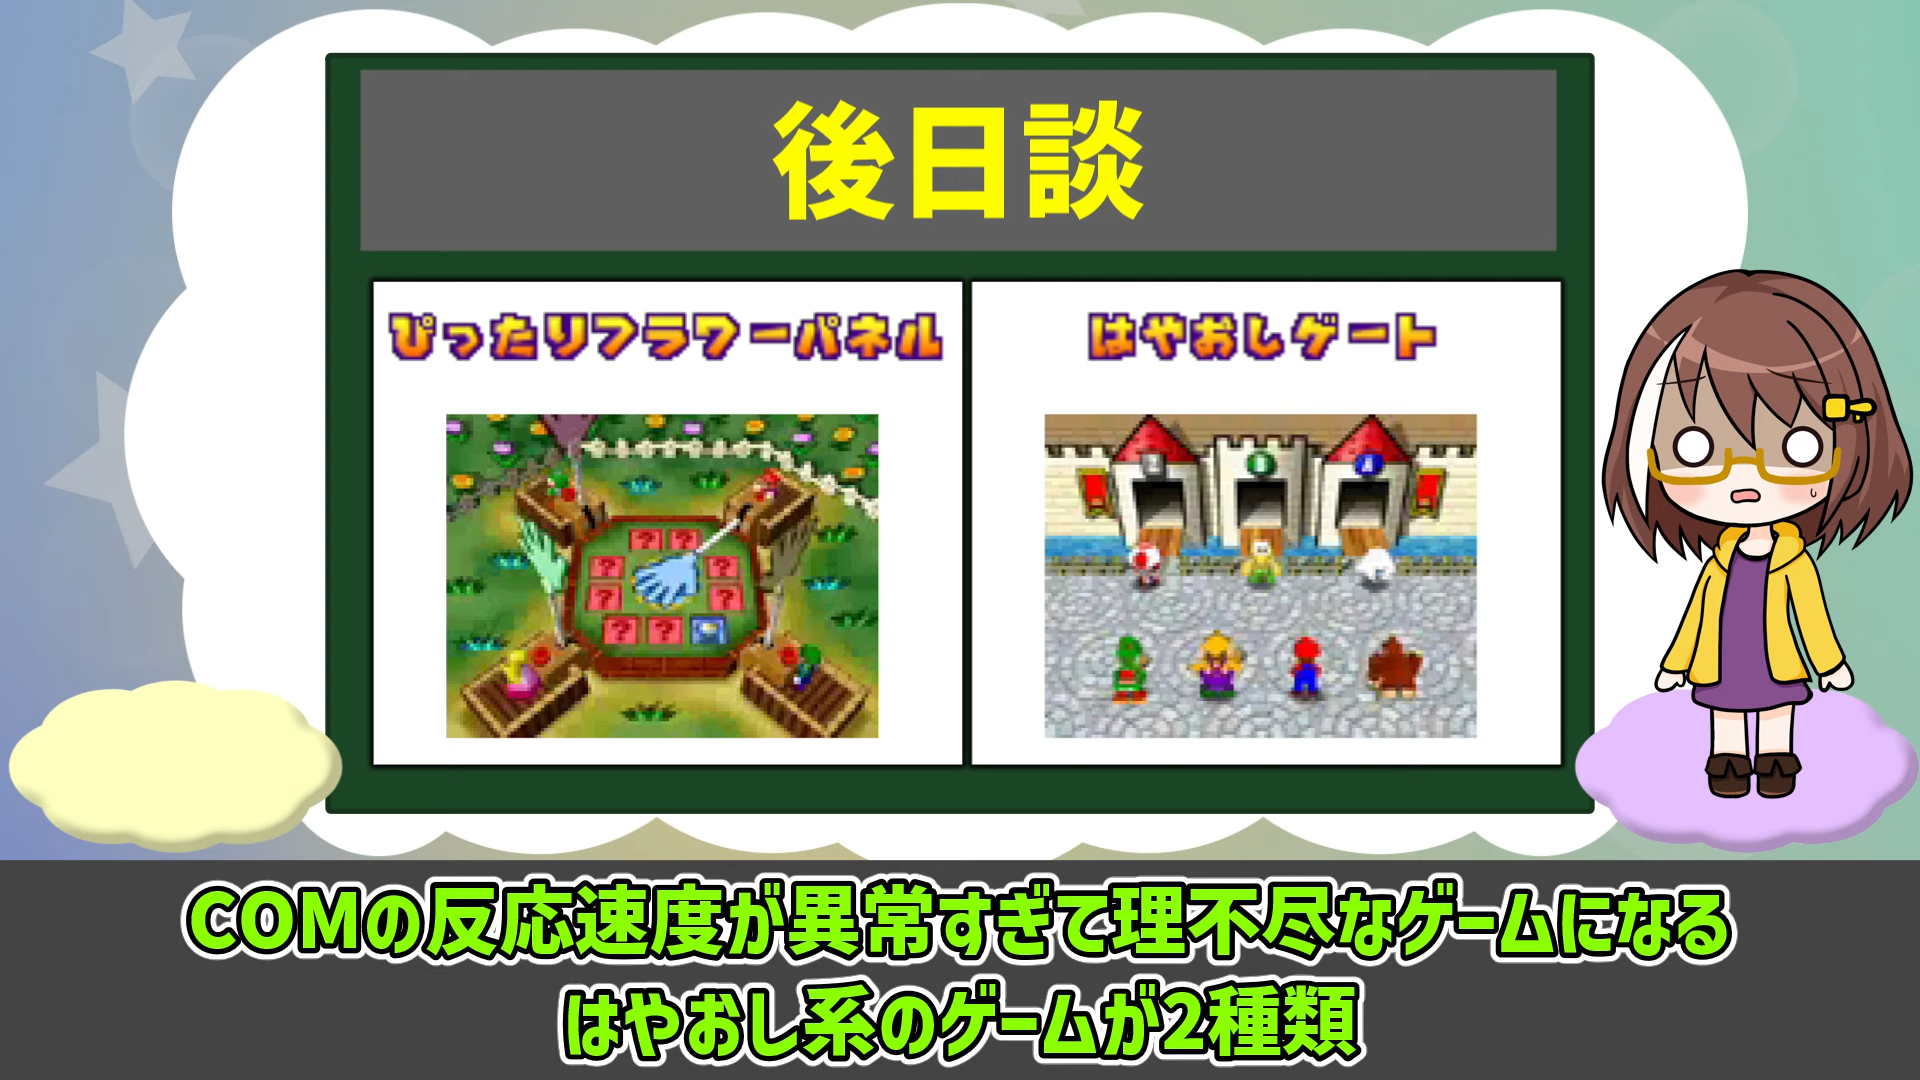 後日談
ぴったりフラワーパネル
はやおしゲート
? ?
? ?
? ?
? ?
COMの反応速度が異常すぎて理不尽なゲームになる
はやおし系のゲームが2種類